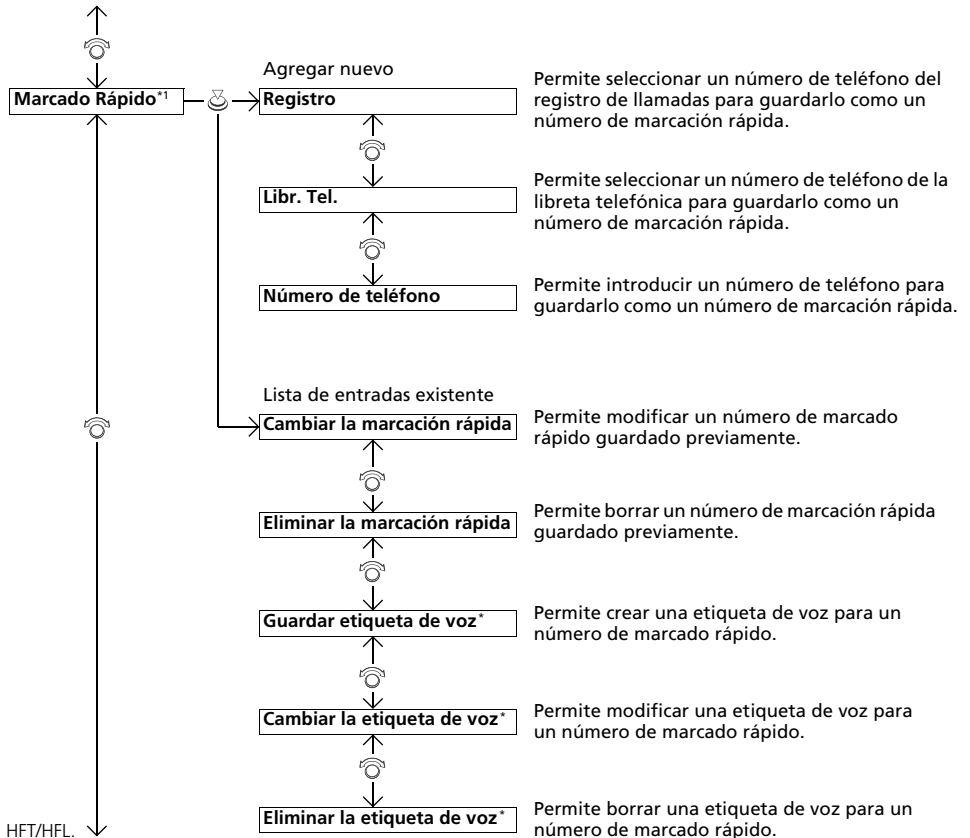 Marcado Rápido*1
Agregar nuevo
Registro
Permite seleccionar un número de teléfono del
registro de llamadas para guardarlo como un
número de marcación rápida.
Libr. Tel.
Permite seleccionar un número de teléfono de la
libreta telefónica para guardarlo como un
número de marcación rápida.
Número de teléfono
Permite introducir un número de teléfono para
guardarlo como un número de marcación rápida.
Lista de entradas existente
Cambiar la marcación rápida
Permite modificar un número de marcado
rápido guardado previamente.
Eliminar la marcación rápida
Permite borrar un número de marcación rápida
guardado previamente.
Guardar etiqueta de voz*
Permite crear una etiqueta de voz para un
número de marcado rápido.
Cambiar la etiqueta de voz*
Permite modificar una etiqueta de voz para
un número de marcado rápido.
Eliminar la etiqueta de voz*
Permite borrar una etiqueta de voz para un
número de marcado rápido.
HFT/HFL.